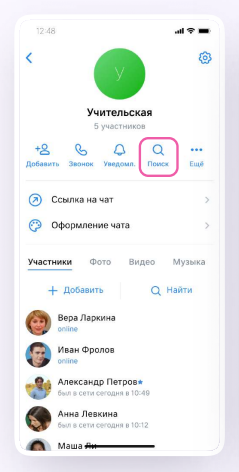 12:48
У
Учительская
5 участников
Добавить Звонок Уведомл. Поиск Ещё
Ссылка на чат
Оформление чата
Участники Фото Видео Музыка
+ Добавить Найти
Вера Ларкина
online
Иван Фролов
online
Александр Петров
был в сети сегодня в 10:49
Анна Левкина
был в сети сегодня в 10:12
Маша